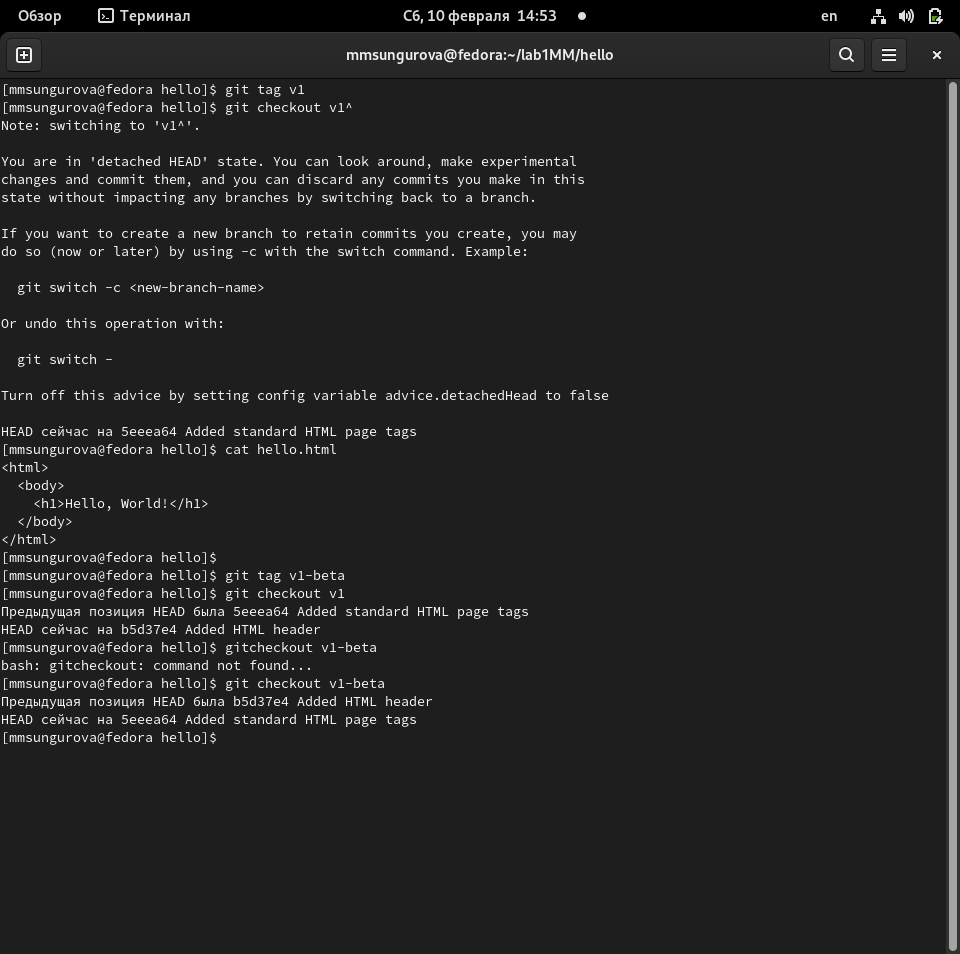 Обзор
Терминал
Сб, 10 февраля 14:53
en
mmsungurova@fedora:~/lab1MM/hello
[mmsungurova@fedora hello]$ git tag v1
[mmsungurova@fedora hello]$ git checkout v1^
Note: switching to 'v1^'.
You are in 'detached HEAD' state. You can look around, make experimental
changes and commit them, and you can discard any commits you make in this
state without impacting any branches by switching back to a branch.
If you want to create a new branch to retain commits you create, you may
do so (now or later) by using -c with the switch command. Example:
git switch -c <new-branch-name>
Or undo this operation with:
git switch -
Turn off this advice by setting config variable advice.detachedHead to false
HEAD сейчас на 5eeea64 Added standard HTML page tags
[mmsungurova@fedora hello]$ cat hello.html
<html>
<body>
<h1>Hello, World!</h1>
</body>
</html>
[mmsungurova@fedora hello]$
[mmsungurova@fedora hello]$ git tag v1-beta
[mmsungurova@fedora hello]$ git checkout v1
Предыдущая позиция HEAD была 5eeea64 Added standard HTML page tags
HEAD сейчас на b5d37e4 Added HTML header
[mmsungurova@fedora hello]$ gitcheckout v1-beta
bash: gitcheckout: command not found...
[mmsungurova@fedora hello]$ git checkout v1-beta
Предыдущая позиция HEAD была b5d37e4 Added HTML header
HEAD сейчас на 5eeea64 Added standard HTML page tags
[mmsungurova@fedora hello]$